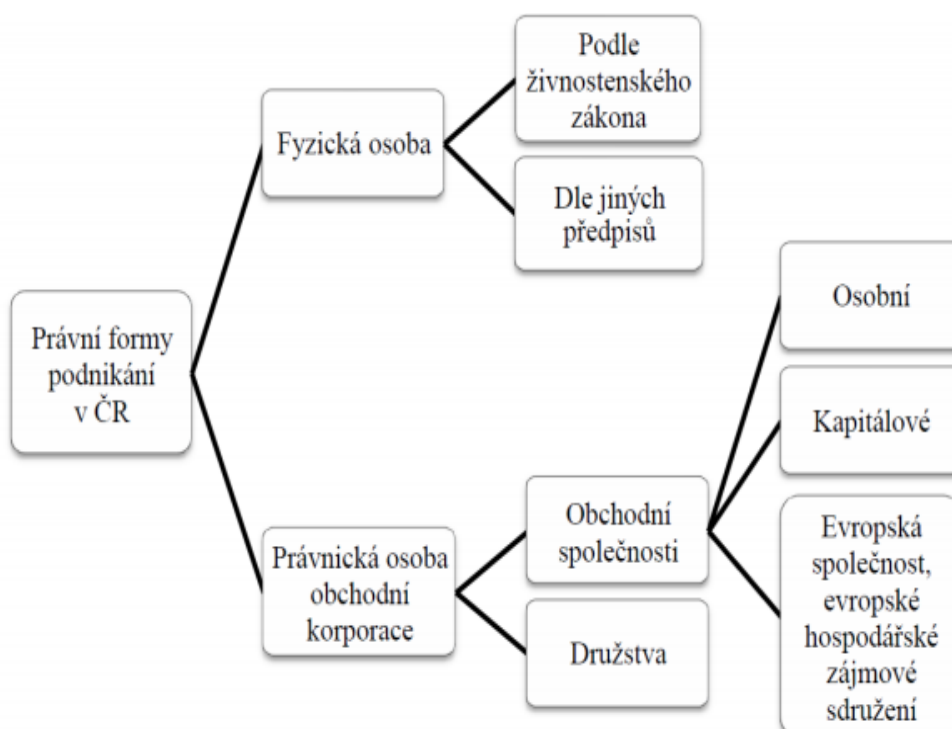 Podle
živnostenského
zákona
Fyzická osoba
Dle jiných
předpisů
Osobní
Právní formy
podnikání
v ČR
Kapitálové
Obchodní
společnosti
Právnická osoba
obchodní
korporace
Družstva
Evropská
společnost,
evropské
hospodářské
zájmové
sdružení